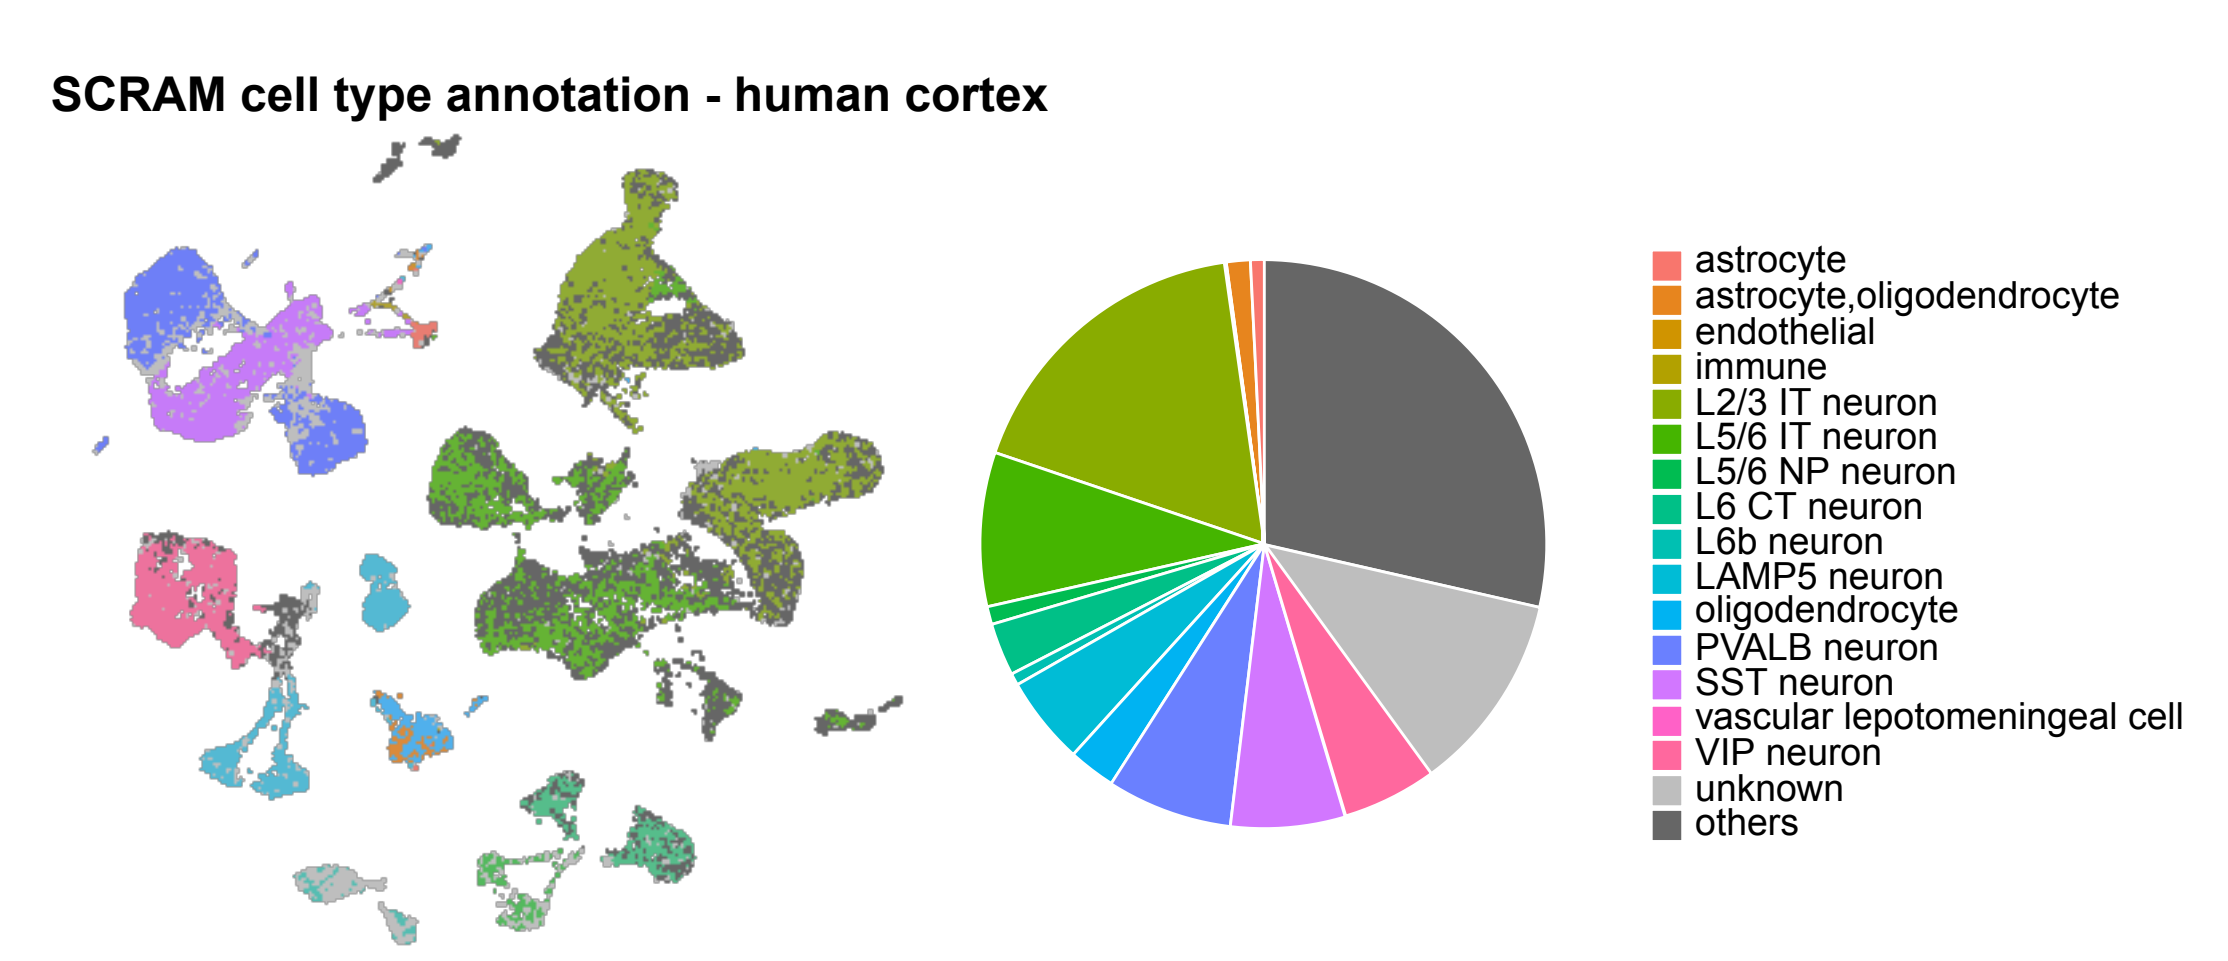 SCRAM cell type annotation - human cortex
astrocyte
astrocyte,oligodendrocyte
endothelial
immune
L2/3 IT neuron
L5/6 IT neuron
L5/6 NP neuron
L6 CT neuron
L6b neuron
LAMP5 neuron
oligodendrocyte
PVALB neuron
SST neuron
vascular lepotomeningeal cell
VIP neuron
unknown
others